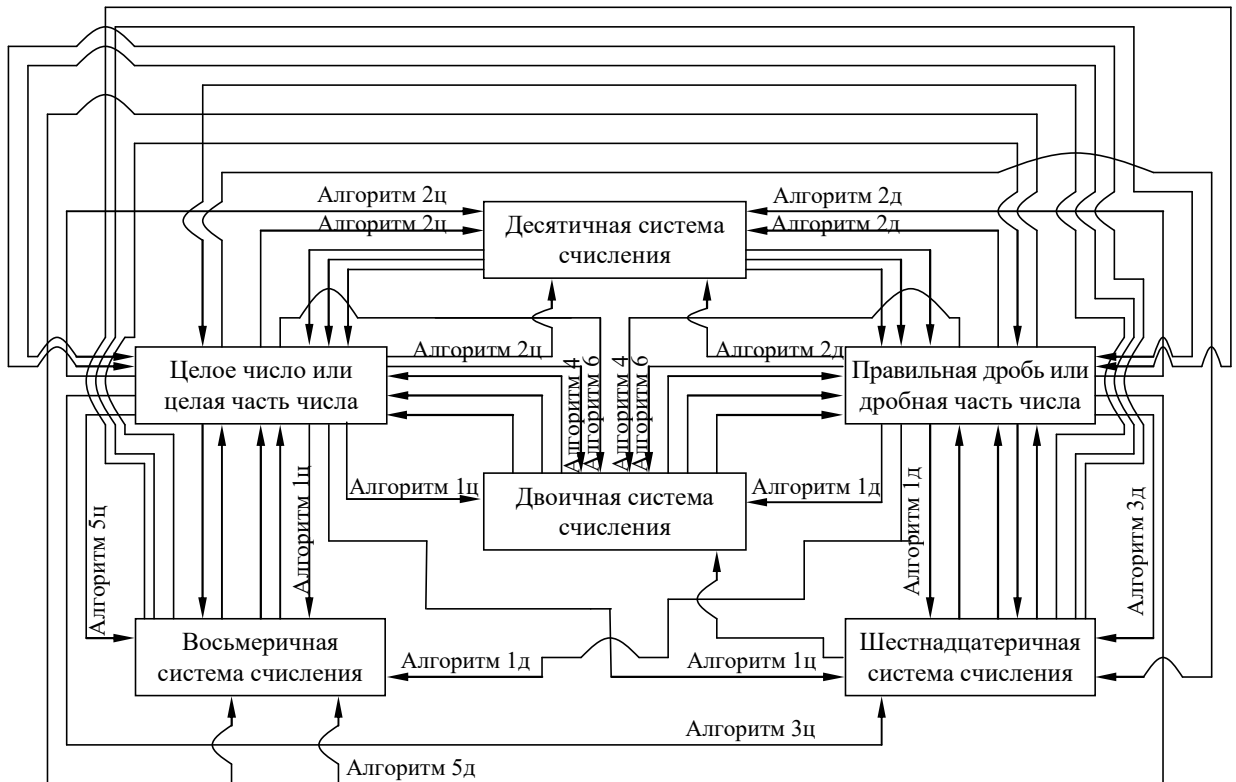 Алгоритм 2ц
Алгоритм 2д
Десятичная система
счисления
Алгоритм 2ц
Алгоритм 2д
Алгоритм 2ц
Алгоритм 2д
Целое число или
целая часть числа
Алгоритм 4
Алгоритм 6
Алгоритм 4
Алгоритм 6
Правильная дробь или
дробная часть числа
Алгоритм 1ц
Двоичная система
счисления
Алгоритм 1д
Алгоритм 5ц
Алгоритм 1ц
Алгоритм 1д
Алгоритм 3д
Восьмеричная
система счисления
Алгоритм 1д
Алгоритм 1ц
Шестнадцатеричная
система счисления
Алгоритм 3ц
Алгоритм 5д